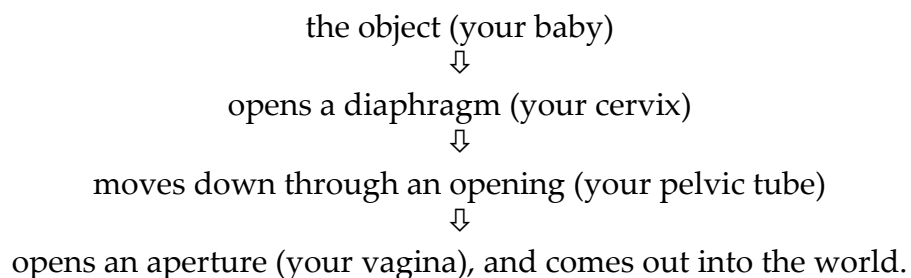 the object (your baby)
⇩
opens a diaphragm (your cervix)
⇩
moves down through an opening (your pelvic tube)
⇩
opens an aperture (your vagina), and comes out into the world.